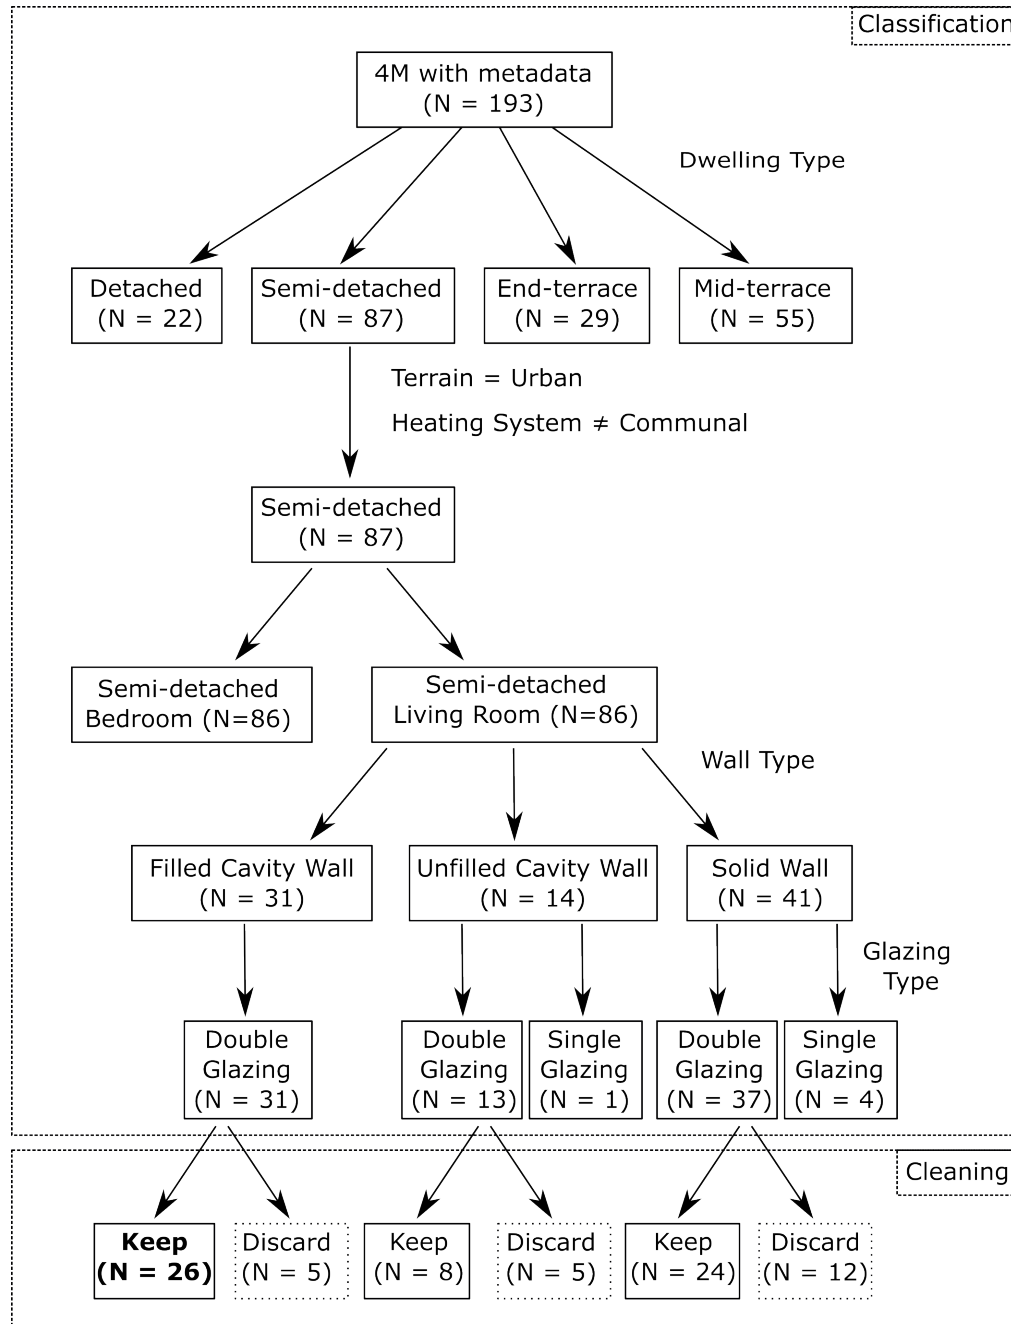 Classification
4M with metadata
(N = 193)
Dwelling Type
Detached
(N = 22)
Semi-detached
(N = 87)
End-terrace
(N = 29)
Mid-terrace
(N = 55)
Terrain = Urban
Heating System ≠ Communal
Semi-detached
(N = 87)
Semi-detached
Bedroom (N=86)
Semi-detached
Living Room (N=86)
Wall Type
Filled Cavity Wall
(N = 31)
Unfilled Cavity Wall
(N = 14)
Solid Wall
(N = 41)
Glazing
Type
Double
Glazing
(N = 31)
Double
Glazing
(N = 13)
Single
Glazing
(N = 1)
Double
Glazing
(N = 37)
Single
Glazing
(N = 4)
Cleaning
Keep
(N = 26)
Discard
(N = 5)
Keep
(N = 8)
Discard
(N = 5)
Keep
(N = 24)
Discard
(N = 12)